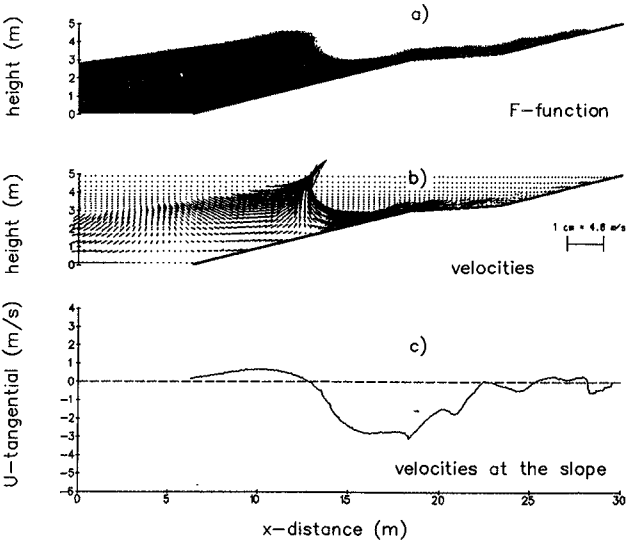 a)
height (m)
5
4
3
2
1
0
F-function
b)
height (m)
5
4
3
2
1
0
1 cm = 4.6 m/s
velocities
c)
U-tangential (m/s)
4
3
2
1
0
-1
-2
-3
-4
-5
-6
velocities at the slope
0 5 10 15 20 25 30
x-distance (m)